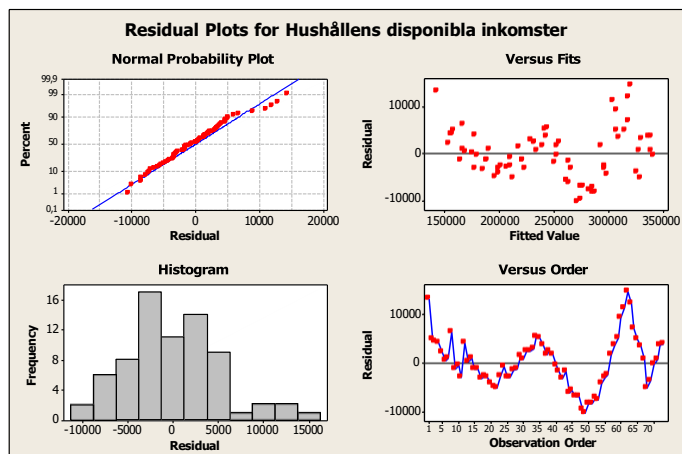 Residual Plots for Hushållens disponibla inkomster
Normal Probability Plot
99,9
99
90
50
10
1
0,1
Percent
-20000 -10000 0 10000 20000
Residual
Versus Fits
10000
0
-10000
Residual
150000 200000 250000 300000 350000
Fitted Value
Histogram
16
12
8
4
0
Frequency
-10000 -5000 0 5000 10000 15000
Residual
Versus Order
10000
0
-10000
Residual
1 5 10 15 20 25 30 35 40 45 50 55 60 65 70
Observation Order